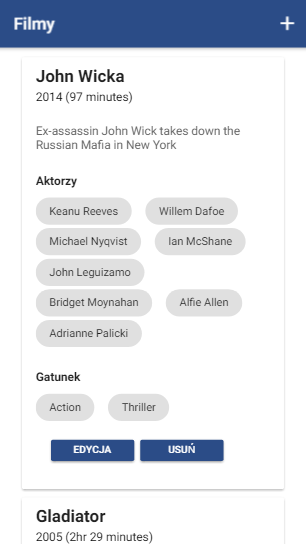 Filmy +
John Wicka
2014 (97 minutes)
Ex-assassin John Wick takes down the
Russian Mafia in New York
Aktorzy
Keanu Reeves Willem Dafoe
Michael Nyqvist Ian McShane
John Leguizamo
Bridget Moynahan Alfie Allen
Adrianne Palicki
Gatunek
Action Thriller
EDYCJA USUŃ
Gladiator
2005 (2hr 29 minutes)